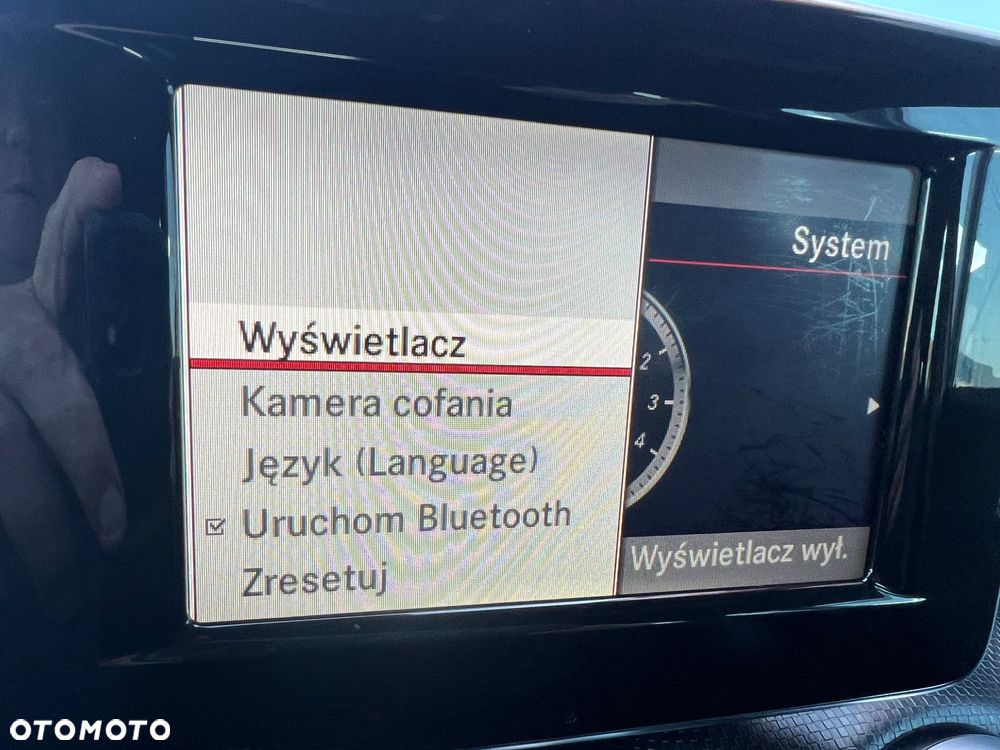 System
Wyświetlacz
2
Kamera cofania
3
4
Język (Language)
Uruchom Bluetooth
Wyświetlacz wył.
Zresetuj
OTOMOTO